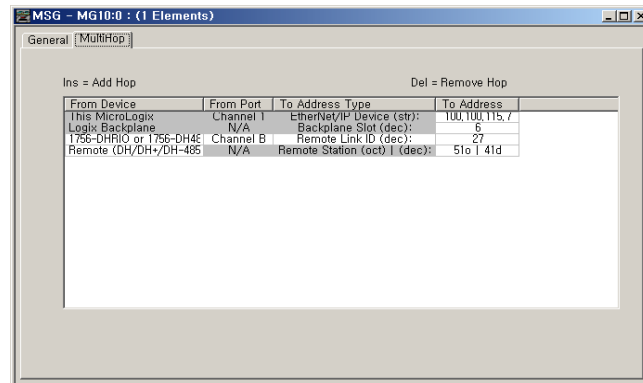 MSG - MG10:0 : (1 Elements)
General MultiHop
Ins = Add Hop Del = Remove Hop
From Device From Port To Address Type To Address
This MicroLogix Channel 1 EtherNet/IP Device (str): 100,100,115,7
Logix Backplane N/A Backplane Slot (dec): 6
1756-DHRIO or 1756-DH48 Channel B Remote Link ID (dec): 27
Remote (DH/DH+/DH-485 N/A Remote Station (oct) | (dec): 51o | 41d